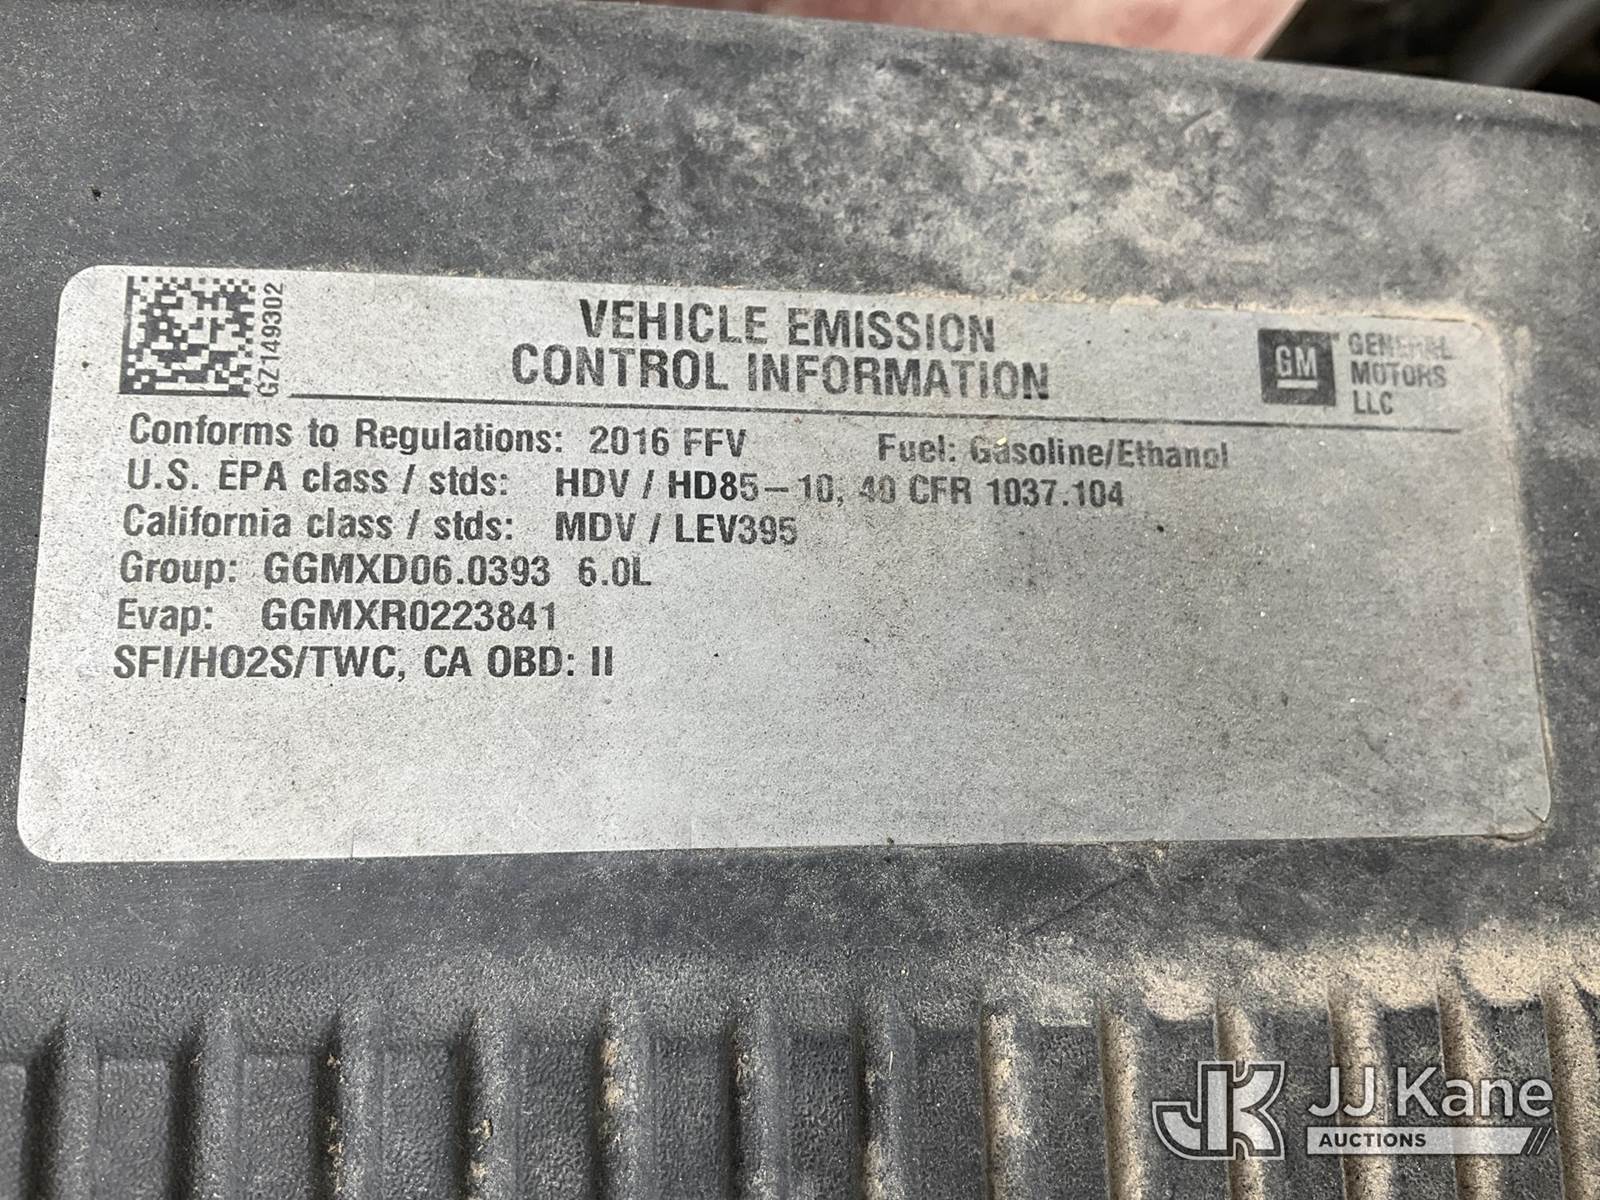 GZ149302
VEHICLE EMISSION
CONTROL INFORMATION
GM
GENERAL
MOTORS
LLC
Conforms to Regulations: 2016 FFV Fuel: Gasoline/Ethanol
U.S. EPA class / stds: HDV / HD85-10, 40 CFR 1037.104
California class / stds: MDV / LEV395
Group: GGMXD06.0393 6.0L
Evap: GGMXR0223841
SFI/HO2S/TWC, CA OBD: II
JK JJ Kane
AUCTIONS